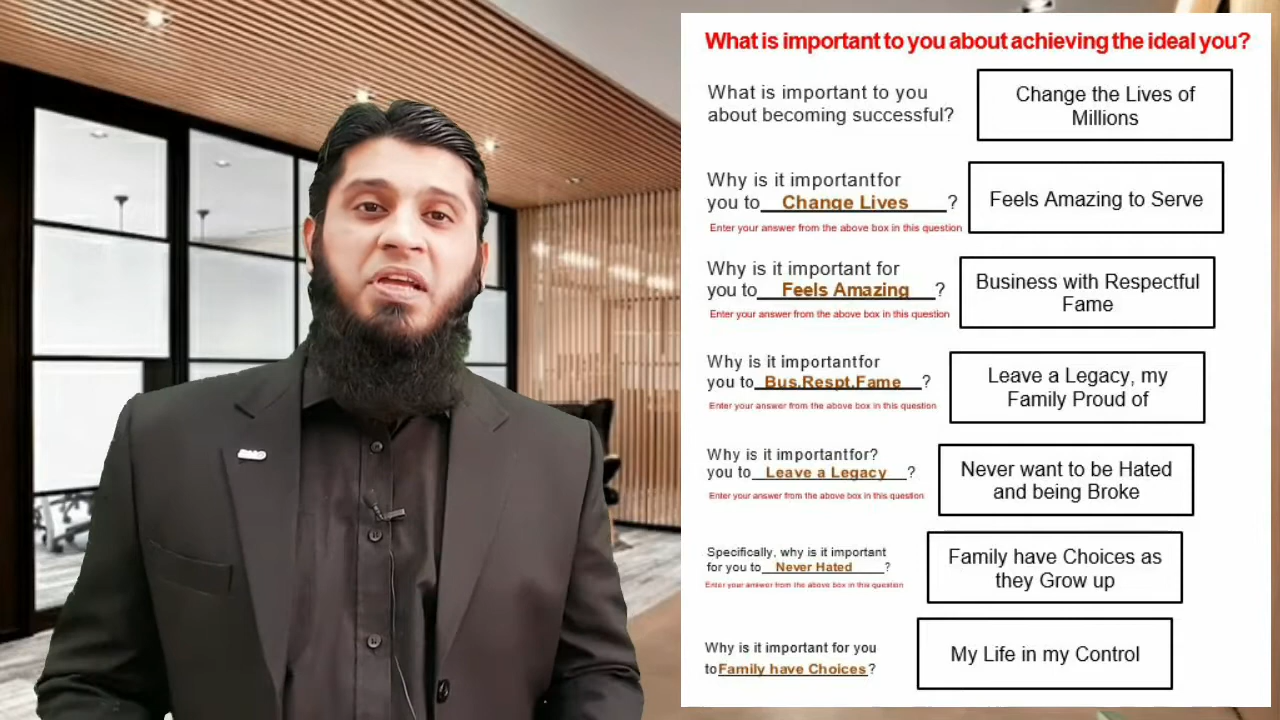 What is important to you about achieving the ideal you?
What is important to you
about becoming successful?
Change the Lives of
Millions
Why is it importantfor
you to Change Lives ?
Enter your answer from the above box in this question
Feels Amazing to Serve
Why is it important for
you to Feels Amazing ?
Enter your answer from the above box in this question
Business with Respectful
Fame
Why is it importantfor
you to Bus.Respt.Fame ?
Enter your answer from the above box in this question
Leave a Legacy, my
Family Proud of
Why is it importantfor?
you to Leave a Legacy ?
Enter your answer from the above box in this question
Never want to be Hated
and being Broke
Specifically, why is it important
for you to Never Hated ?
Enter your answer from the above box in this question
Family have Choices as
they Grow up
Why is it important for you
to Family have Choices ?
My Life in my Control